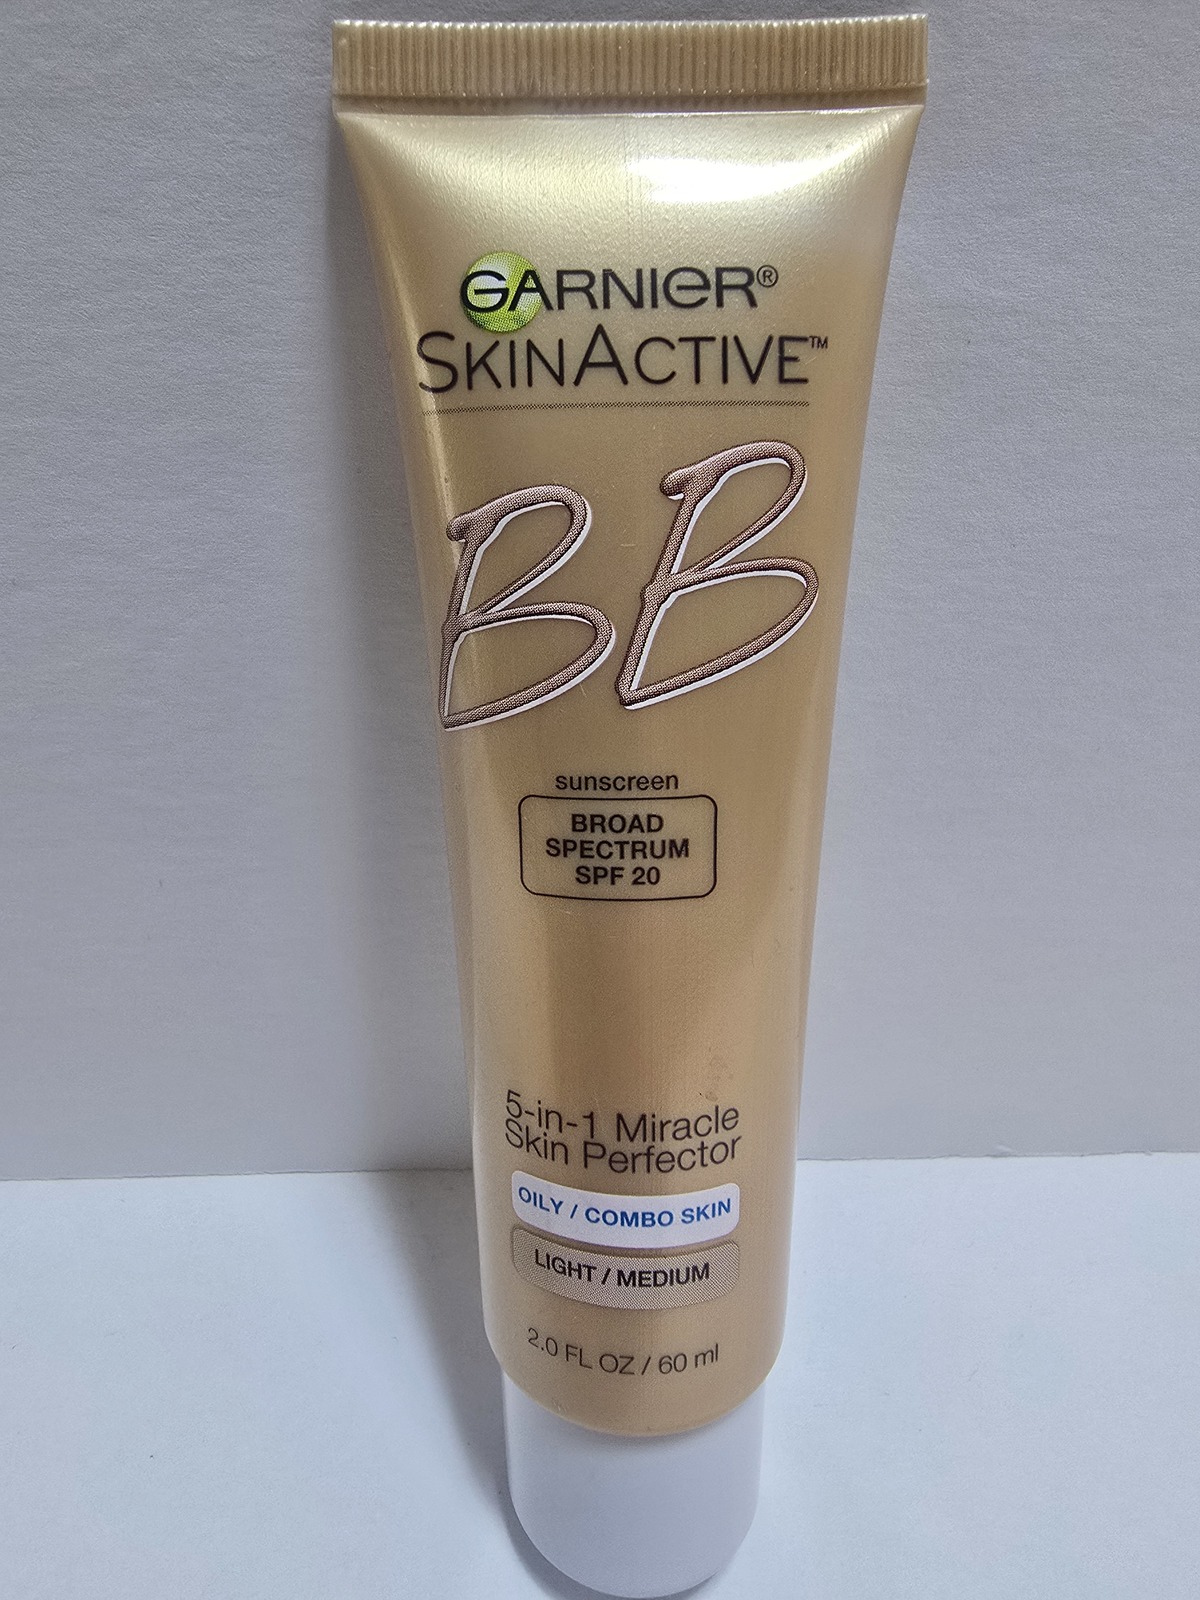 GARNIER®
SKINACTIVE™
BB
sunscreen
BROAD
SPECTRUM
SPF 20
5-in-1 Miracle
Skin Perfector
OILY / COMBO SKIN
LIGHT / MEDIUM
2.0 FL OZ / 60 ml